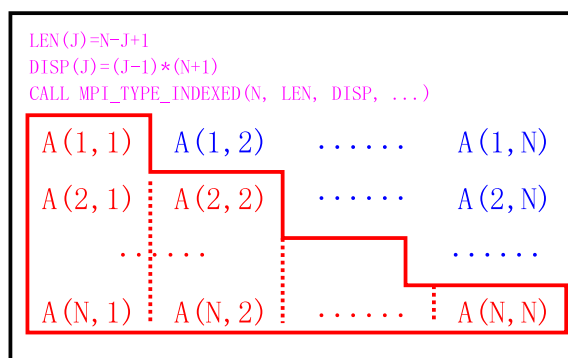 LEN(J)=N-J+1
DISP(J)=(J-1)*(N+1)
CALL MPI_TYPE_INDEXED(N, LEN, DISP, ...)
A(1,1) A(1,2) ...... A(1,N)
A(2,1) A(2,2) ...... A(2,N)
...... ......
A(N,1) A(N,2) ...... A(N,N)